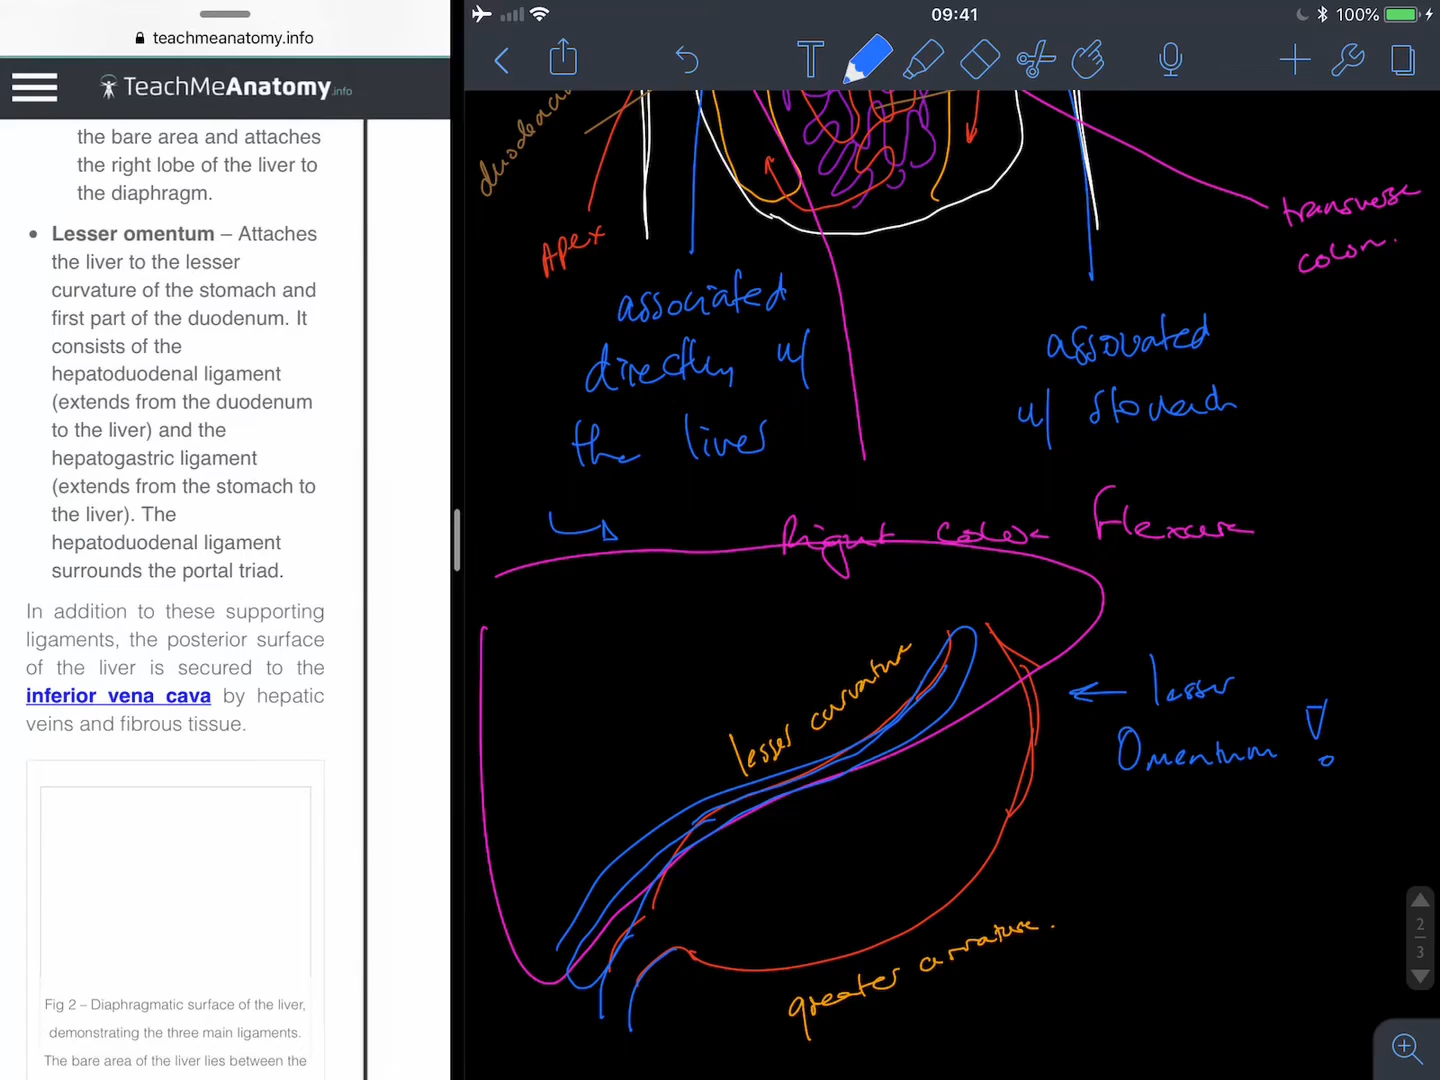 teachmeanatomy.info
TeachMeAnatomy.info
the bare area and attaches
the right lobe of the liver to
the diaphragm.
• Lesser omentum – Attaches
the liver to the lesser
curvature of the stomach and
first part of the duodenum. It
consists of the
hepatoduodenal ligament
(extends from the duodenum
to the liver) and the
hepatogastric ligament
(extends from the stomach to
the liver). The
hepatoduodenal ligament
surrounds the portal triad.
In addition to these supporting
ligaments, the posterior surface
of the liver is secured to the
inferior vena cava by hepatic
veins and fibrous tissue.
Fig 2 – Diaphragmatic surface of the liver,
demonstrating the three main ligaments.
The bare area of the liver lies between the
09:41
100%
T
Apex
transverse
colon.
associated
directly w/
the liver
associated
w/ stomach
Right colic Flexure
lesser curvature
← lesser
Omentum !
greater curvature.
2
3